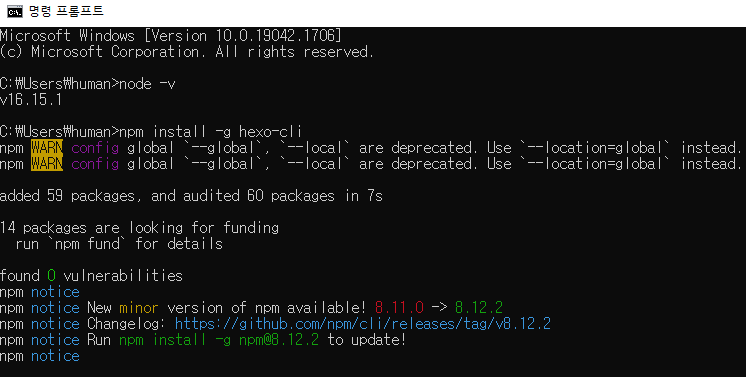 명령 프롬프트
Microsoft Windows [Version 10.0.19042.1706]
(c) Microsoft Corporation. All rights reserved.
C:₩Users₩human>node -v
v16.15.1
C:₩Users₩human>npm install -g hexo-cli
npm WARN config global `--global`, `--local` are deprecated. Use `--location=global` instead.
npm WARN config global `--global`, `--local` are deprecated. Use `--location=global` instead.
added 59 packages, and audited 60 packages in 7s
14 packages are looking for funding
  run `npm fund` for details
found 0 vulnerabilities
npm notice
npm notice New minor version of npm available! 8.11.0 -> 8.12.2
npm notice Changelog: https://github.com/npm/cli/releases/tag/v8.12.2
npm notice Run npm install -g npm@8.12.2 to update!
npm notice